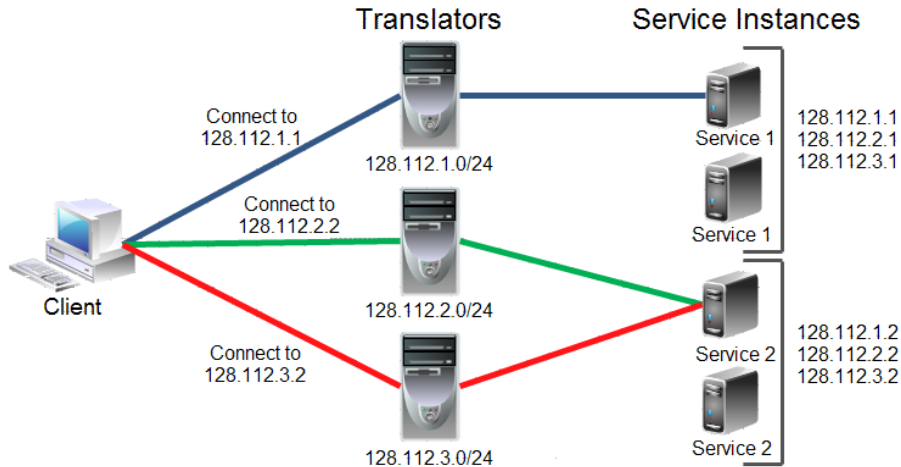 Translators
Service Instances
Connect to
128.112.1.1
128.112.1.0/24
Service 1
Service 1
128.112.1.1
128.112.2.1
128.112.3.1
Connect to
128.112.2.2
128.112.2.0/24
Client
Connect to
128.112.3.2
128.112.3.0/24
Service 2
Service 2
128.112.1.2
128.112.2.2
128.112.3.2